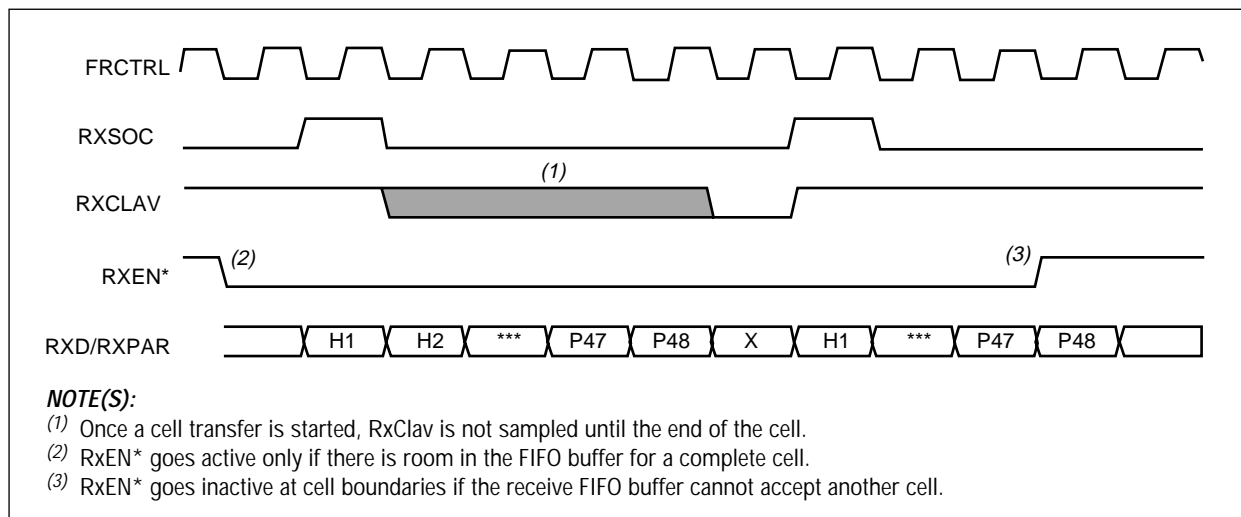 FRCTRL
RXSOC
(1)
RXCLAV
(2)
(3)
RXEN*
RXD/RXPAR H1 H2 *** P47 P48 X H1 *** P47 P48
NOTE(S):
(1) Once a cell transfer is started, RxClav is not sampled until the end of the cell.
(2) RxEN* goes active only if there is room in the FIFO buffer for a complete cell.
(3) RxEN* goes inactive at cell boundaries if the receive FIFO buffer cannot accept another cell.